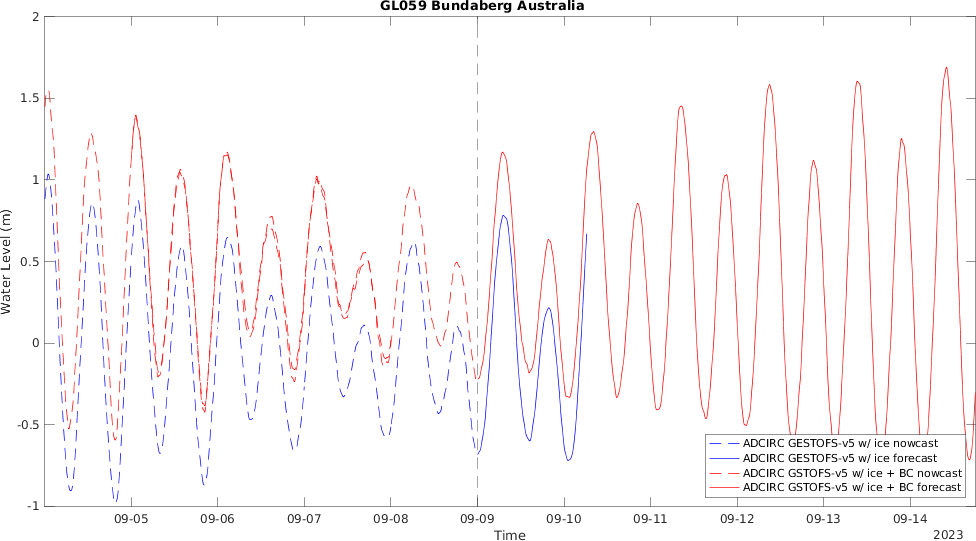 GL059 Bundaberg Australia
2
1.5
1
0.5
0
-0.5
-1
Water Level (m)
09-05 09-06 09-07 09-08 09-09 09-10 09-11 09-12 09-13 09-14
Time
2023
ADCIRC GESTOFS-v5 w/ ice nowcast
ADCIRC GESTOFS-v5 w/ ice forecast
ADCIRC GSTOFS-v5 w/ ice + BC nowcast
ADCIRC GSTOFS-v5 w/ ice + BC forecast